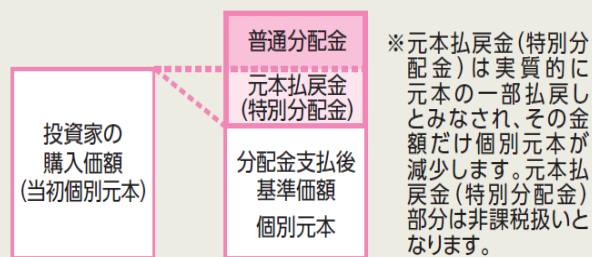 投資家の
購入価額
(当初個別元本)
普通分配金
元本払戻金
(特別分配金)
分配金支払後
基準価額
個別元本
※元本払戻金(特別分
配金)は実質的に
元本の一部払戻し
とみなされ、その金
額だけ個別元本が
減少します。元本払
戻金(特別分配金)
部分は非課税扱いと
なります。